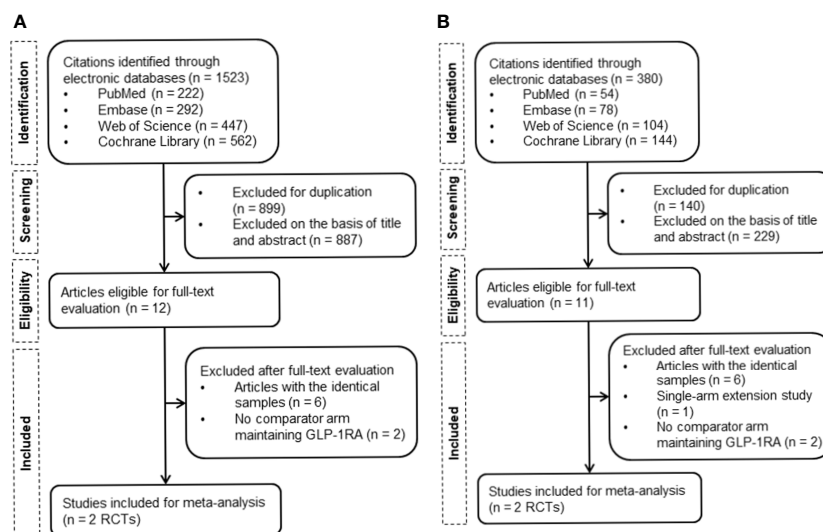 A
Identification
Citations identified through
electronic databases (n = 1523)
• PubMed (n = 222)
• Embase (n = 292)
• Web of Science (n = 447)
• Cochrane Library (n = 562)
Screening
• Excluded for duplication
(n = 899)
• Excluded on the basis of title
and abstract (n = 887)
Eligibility
Articles eligible for full-text
evaluation (n = 12)
Included
Excluded after full-text evaluation
• Articles with the identical
samples (n = 6)
• No comparator arm
maintaining GLP-1RA (n = 2)
Studies included for meta-analysis
(n = 2 RCTs)
B
Identification
Citations identified through
electronic databases (n = 380)
• PubMed (n = 54)
• Embase (n = 78)
• Web of Science (n = 104)
• Cochrane Library (n = 144)
Screening
• Excluded for duplication
(n = 140)
• Excluded on the basis of title
and abstract (n = 229)
Eligibility
Articles eligible for full-text
evaluation (n = 11)
Included
Excluded after full-text evaluation
• Articles with the identical
samples (n = 6)
• Single-arm extension study
(n = 1)
• No comparator arm
maintaining GLP-1RA (n = 2)
Studies included for meta-analysis
(n = 2 RCTs)